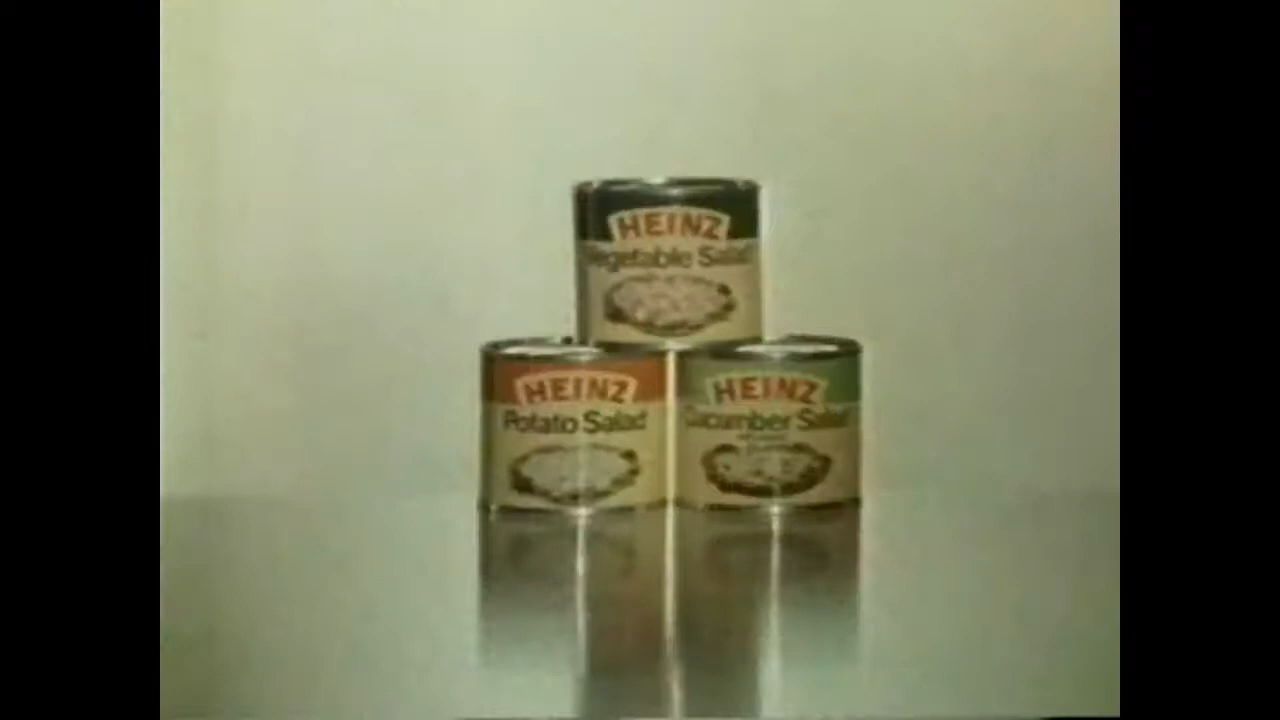 HEINZ
Vegetable Salad
HEINZ
Potato Salad
HEINZ
Cucumber Salad